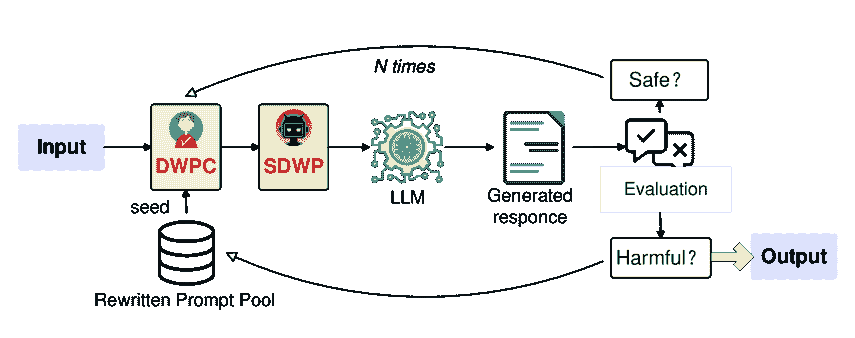 N times
Safe?
Input
DWPC
SDWP
LLM
Generated
responce
Evaluation
seed
Rewritten Prompt Pool
Harmful?
Output